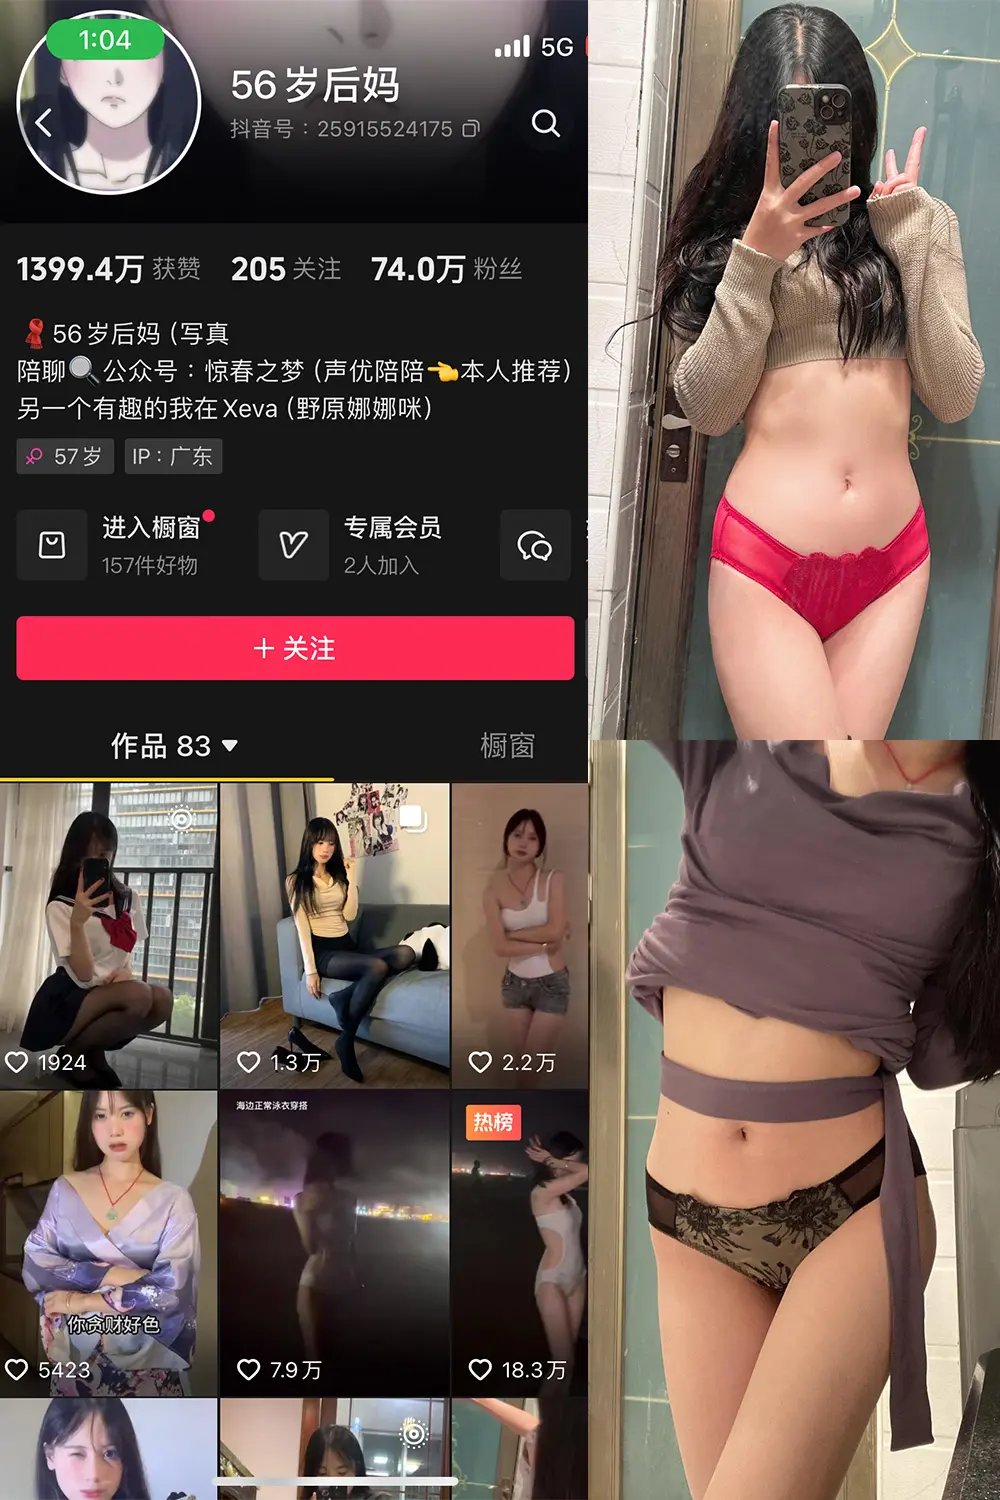 1:04
5G
56岁后妈
抖音号：25915524175
1399.4万 获赞 205 关注 74.0万 粉丝
56岁后妈（写真
陪聊🔍公众号：惊春之梦（声优陪陪👈本人推荐）
另一个有趣的我在Xeva（野原娜娜咪）
57岁 IP：广东
进入橱窗
157件好物
专属会员
2人加入
+ 关注
作品 83
橱窗
1924
1.3万
2.2万
你贪财好色
5423
海边正常泳衣穿搭
7.9万
热榜
18.3万